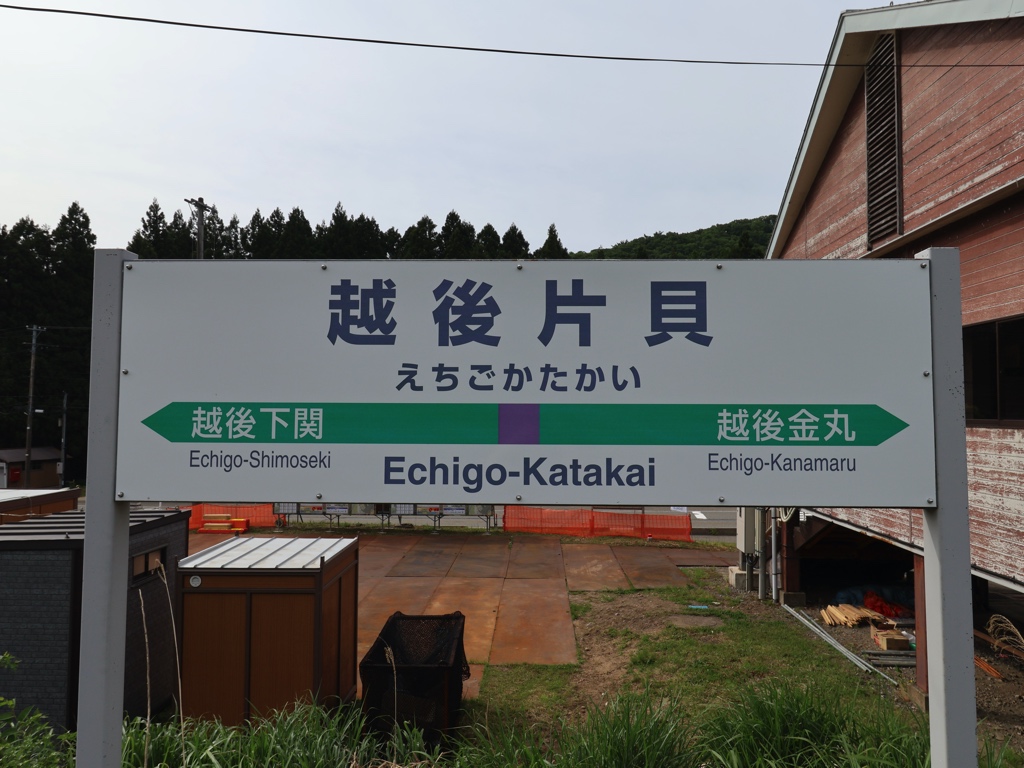 越後片貝
えちごかたかい
越後下関 越後金丸
Echigo-Shimoseki Echigo-Katakai Echigo-Kanamaru